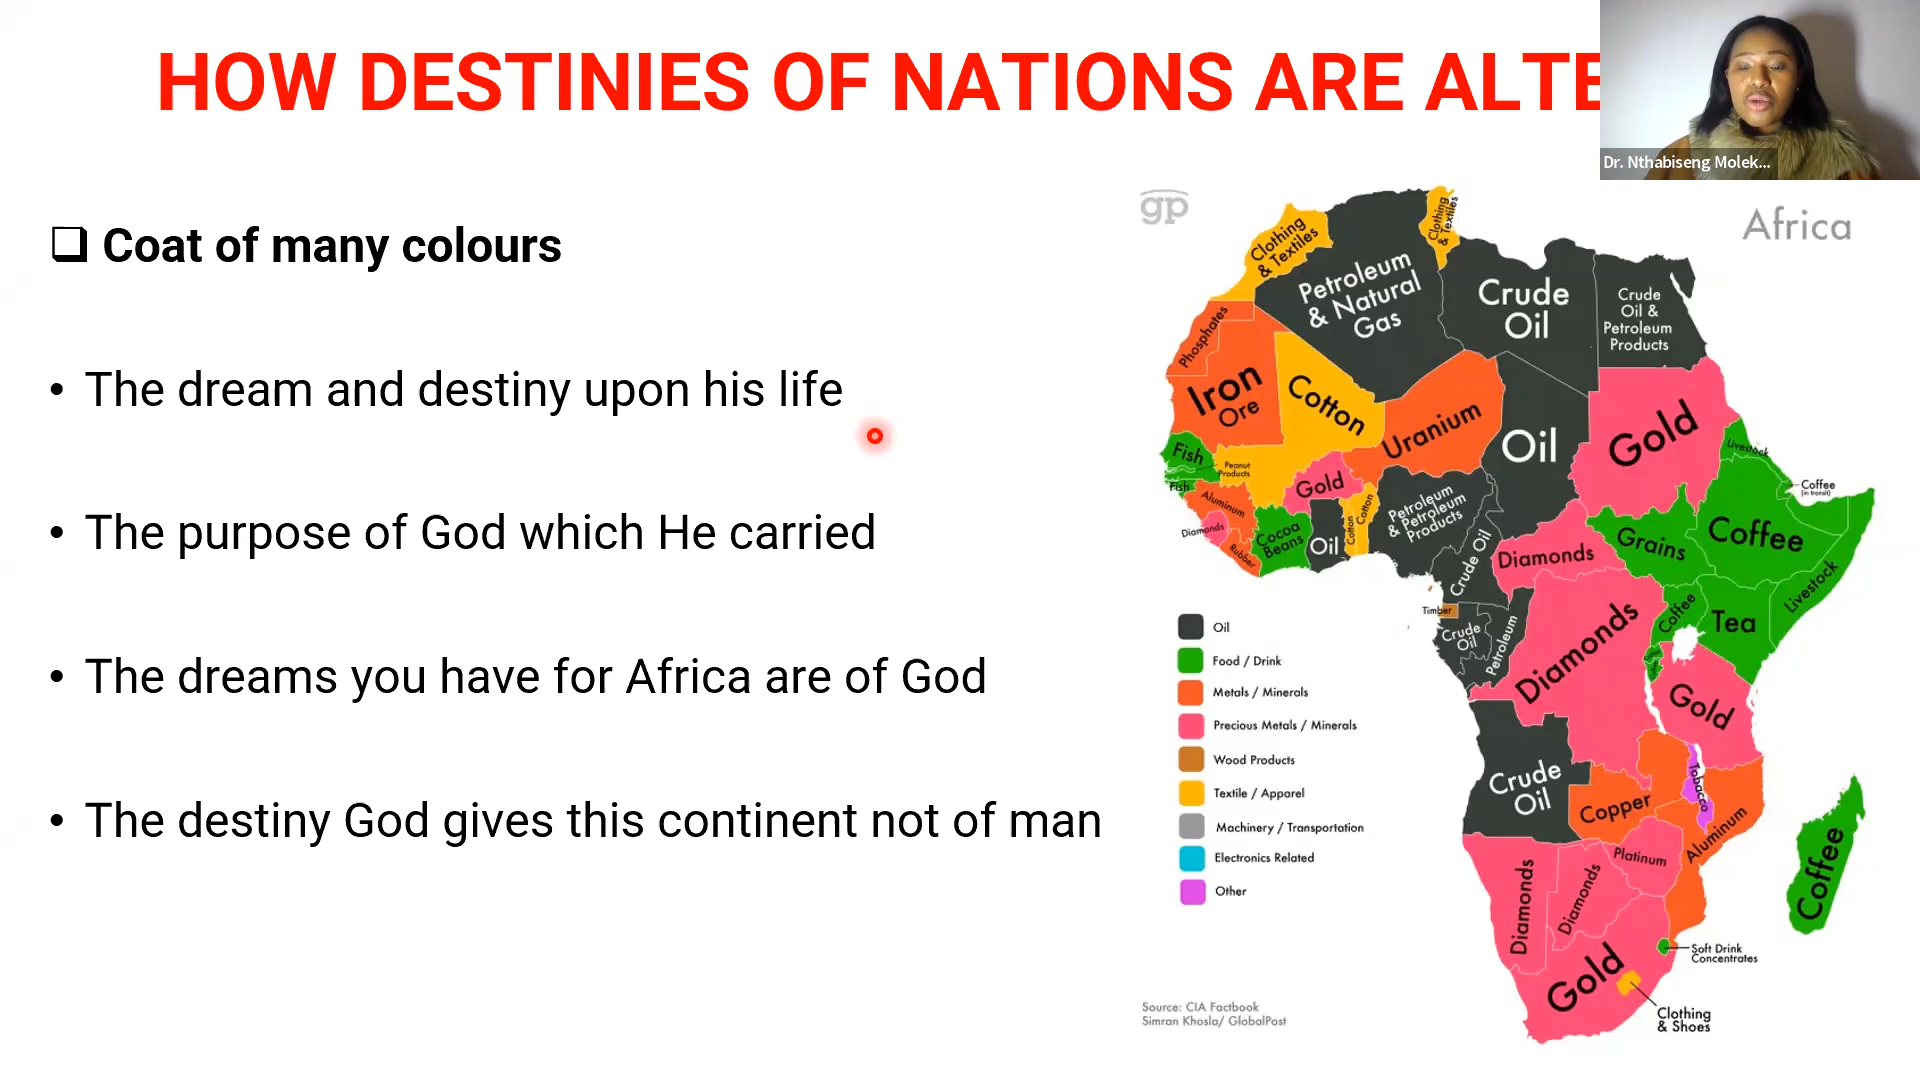 HOW DESTINIES OF NATIONS ARE ALTE
Dr. Nthabiseng Molek...
Coat of many colours
• The dream and destiny upon his life
• The purpose of God which He carried
• The dreams you have for Africa are of God
• The destiny God gives this continent not of man
gp
Africa
Clothing
& Textiles
Clothing
& Textiles
Petroleum
& Natural
Gas
Crude
Oil
Crude
Oil &
Petroleum
Products
Phosphates
Iron
Ore
Cotton
Uranium
Oil
Gold
Livestock
Coffee
(in transit)
Fish
Peanut
Products
Fish
Gold
Aluminum
Diamonds
Rubber
Cocoa
Beans
Oil
Cotton
Cotton
Petroleum
& Petroleum
Products
Crude Oil
Diamonds
Grains
Coffee
Livestock
Timber
Crude
Oil
Petroleum
Diamonds
Coffee
Tea
Gold
Crude
Oil
Copper
Tobacco
Aluminum
Platinum
Diamonds
Diamonds
Coffee
Gold
Soft Drink
Concentrates
Clothing
& Shoes
Oil
Food / Drink
Metals / Minerals
Precious Metals / Minerals
Wood Products
Textile / Apparel
Machinery / Transportation
Electronics Related
Other
Source: CIA Factbook
Simran Khosla/ GlobalPost